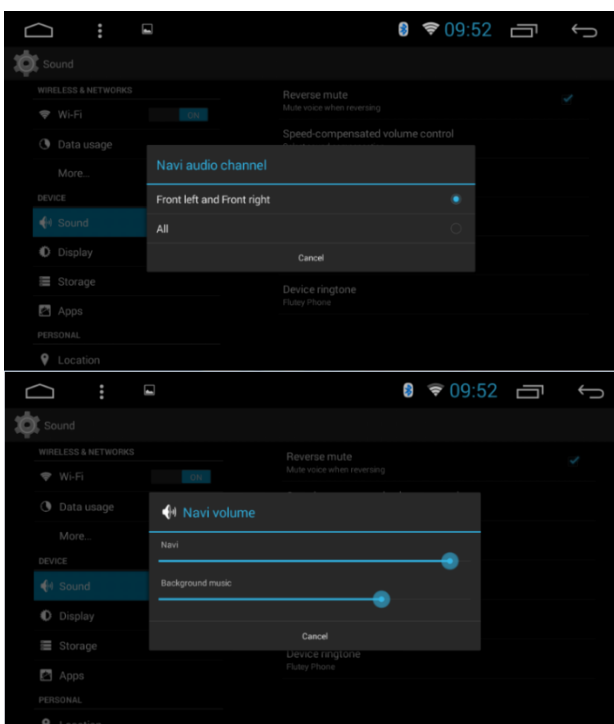 09:52
Sound
WIRELESS & NETWORKS
Reverse mute
Mute voice when reversing
Wi-Fi
ON
Speed-compensated volume control
Data usage
More...
Navi audio channel
DEVICE
Front left and Front right
Sound
All
Display
Cancel
Storage
Device ringtone
Flutey Phone
Apps
PERSONAL
Location
09:52
Sound
WIRELESS & NETWORKS
Reverse mute
Mute voice when reversing
Wi-Fi
ON
Data usage
Navi volume
More...
Navi
DEVICE
Background music
Sound
Display
Cancel
Storage
Device ringtone
Flutey Phone
Apps
PERSONAL